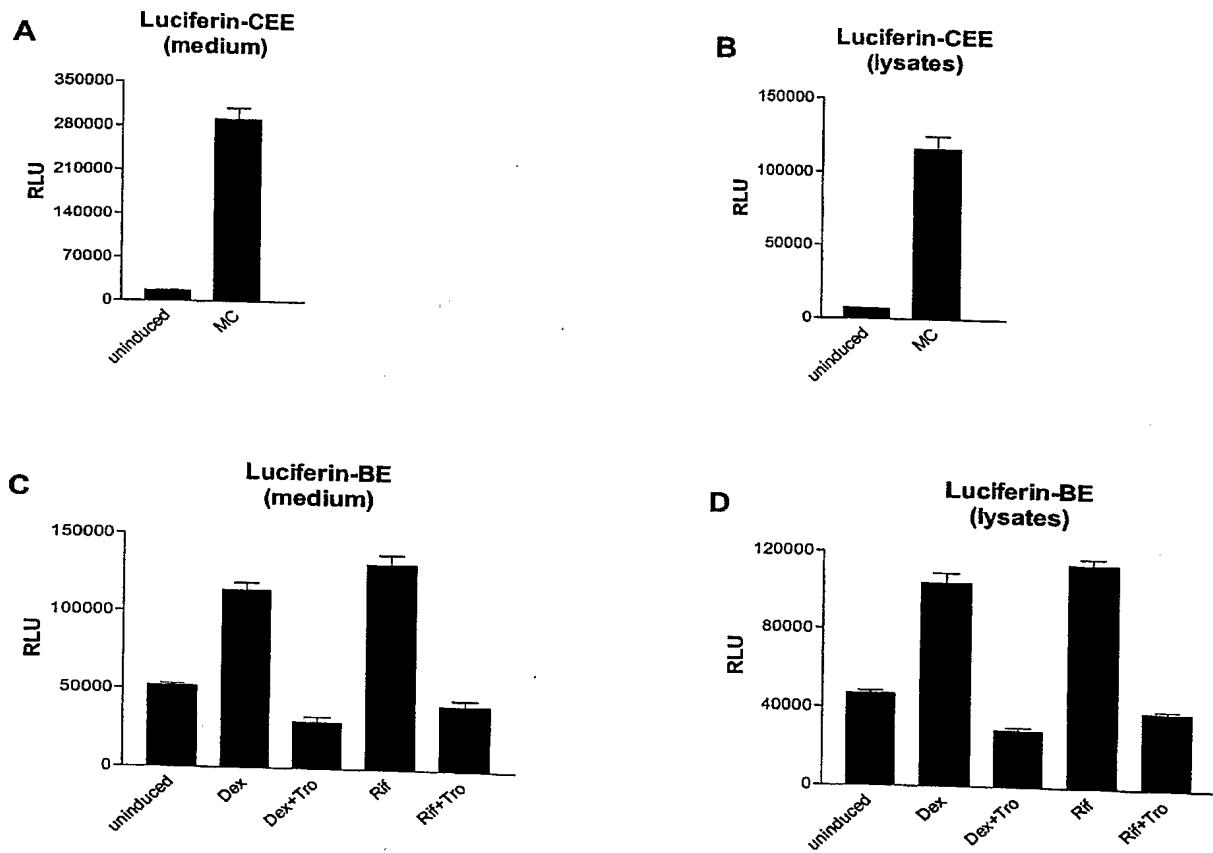 A
Luciferin-CEE
(medium)
350000
280000
210000
140000
70000
0
RLU
uninduced
MC
B
Luciferin-CEE
(lysates)
150000
100000
50000
0
RLU
uninduced
MC
C
Luciferin-BE
(medium)
150000
100000
50000
0
RLU
uninduced
Dex
Dex+Tro
Rif
Rif+Tro
D
Luciferin-BE
(lysates)
120000
80000
40000
0
RLU
uninduced
Dex
Dex+Tro
Rif
Rif+Tro